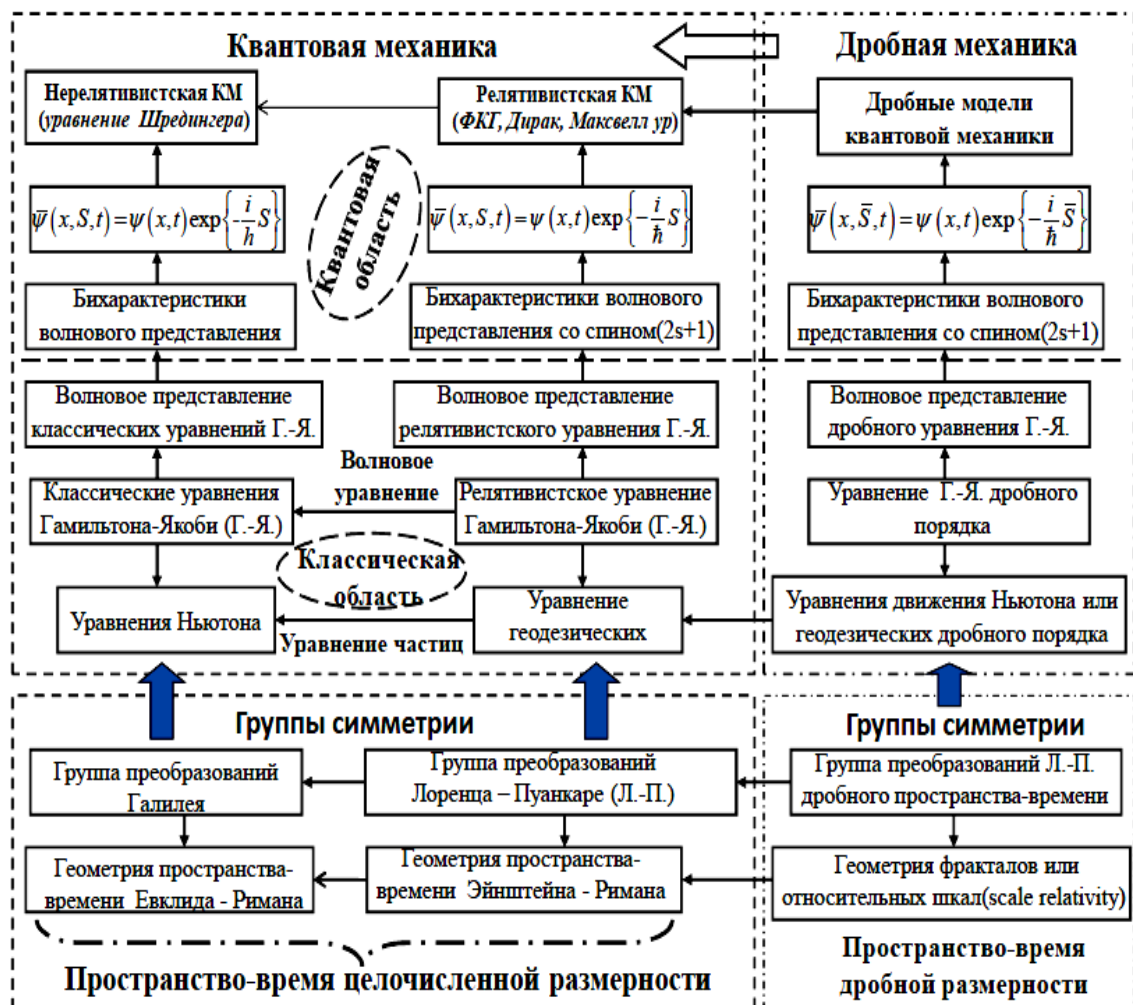 Квантовая механика
Дробная механика
Нерелятивистская КМ
(уравнение Шредингера)
Релятивистская КМ
(ФКГ, Дирак, Максвелл ур)
Дробные модели
квантовой механики
ψ̅(x,S,t)=ψ(x,t)exp{-i/h S}
Квантовая
область
ψ̅(x,S,t)=ψ(x,t)exp{-i/ħ S}
ψ̅(x,S̅,t)=ψ(x,t)exp{-i/ħ S̅}
Бихарактеристики
волнового представления
Бихарактеристики волнового
представления со спином(2s+1)
Бихарактеристики волнового
представления со спином(2s+1)
Волновое представление
классических уравнений Г.-Я.
Волновое представление
релятивистского уравнения Г.-Я.
Волновое представление
дробного уравнения Г.-Я.
Классические уравнения
Гамильтона-Якоби (Г.-Я.)
Волновое
уравнение
Релятивистское уравнение
Гамильтона-Якоби (Г.-Я.)
Уравнение Г.-Я. дробного
порядка
Классическая
область
Уравнения Ньютона
Уравнение частиц
Уравнение
геодезических
Уравнения движения Ньютона или
геодезических дробного порядка
Группы симметрии
Группы симметрии
Группа преобразований
Галилея
Группа преобразований
Лоренца – Пуанкаре (Л.-П.)
Группа преобразований Л.-П.
дробного пространства-времени
Геометрия пространства-
времени Евклида - Римана
Геометрия пространства-
времени Эйнштейна - Римана
Геометрия фракталов или
относительных шкал(scale relativity)
Пространство-время целочисленной размерности
Пространство-время
дробной размерности